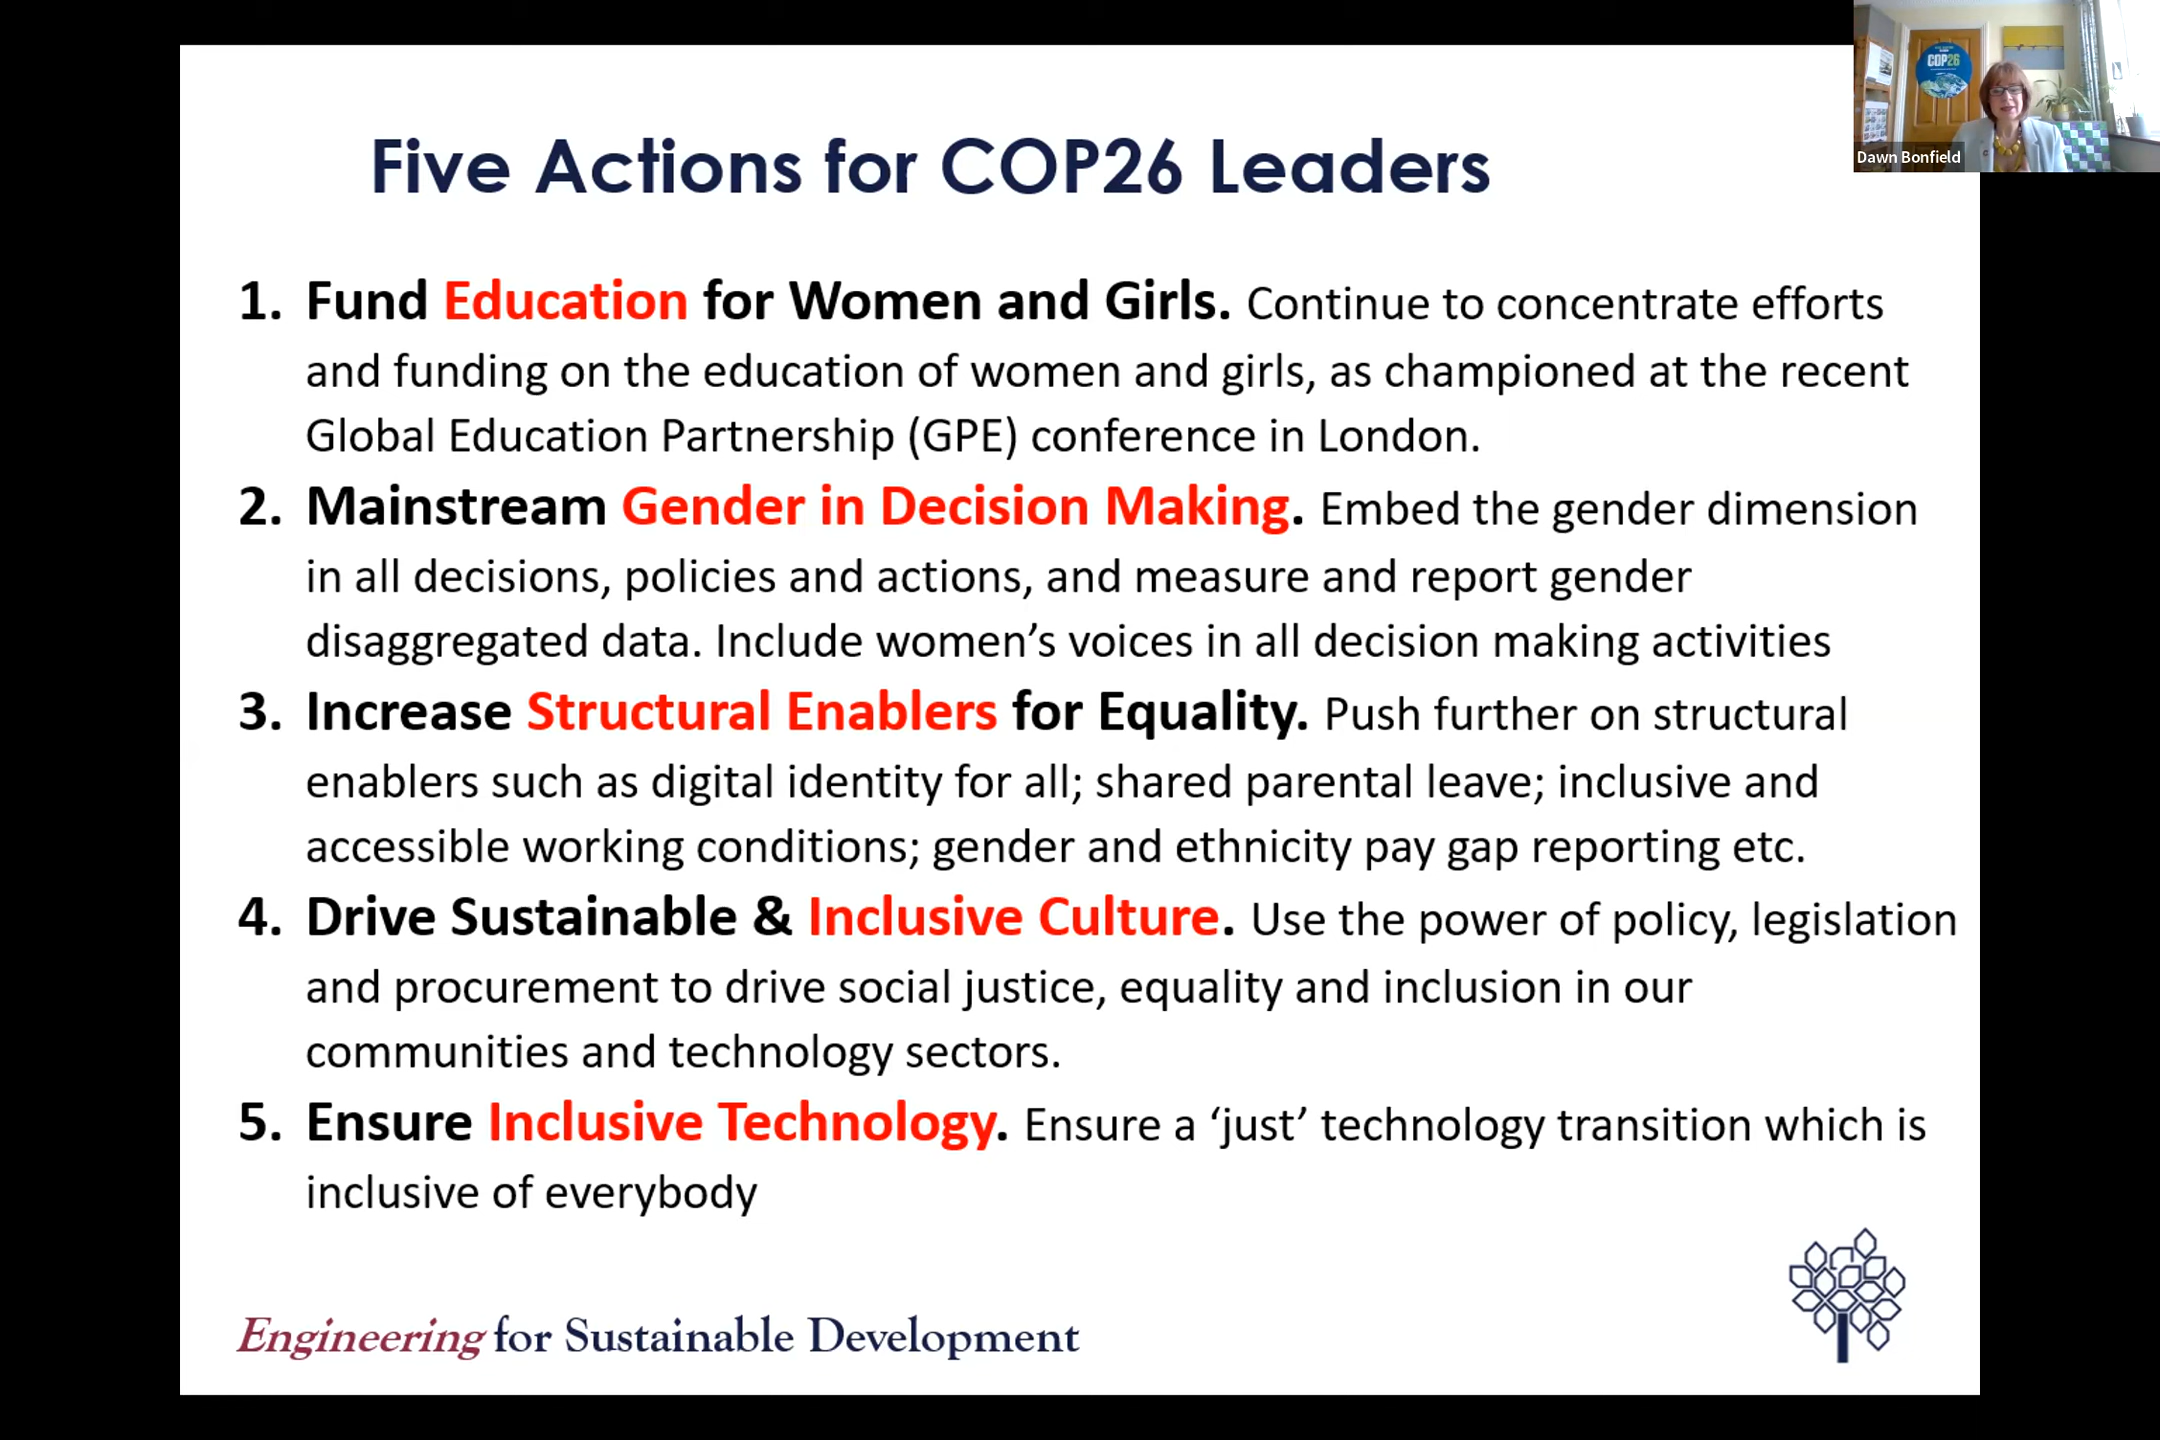 COP26
Dawn Bonfield
Five Actions for COP26 Leaders
1. Fund Education for Women and Girls. Continue to concentrate efforts
and funding on the education of women and girls, as championed at the recent
Global Education Partnership (GPE) conference in London.
2. Mainstream Gender in Decision Making. Embed the gender dimension
in all decisions, policies and actions, and measure and report gender
disaggregated data. Include women’s voices in all decision making activities
3. Increase Structural Enablers for Equality. Push further on structural
enablers such as digital identity for all; shared parental leave; inclusive and
accessible working conditions; gender and ethnicity pay gap reporting etc.
4. Drive Sustainable & Inclusive Culture. Use the power of policy, legislation
and procurement to drive social justice, equality and inclusion in our
communities and technology sectors.
5. Ensure Inclusive Technology. Ensure a ‘just’ technology transition which is
inclusive of everybody
Engineering for Sustainable Development